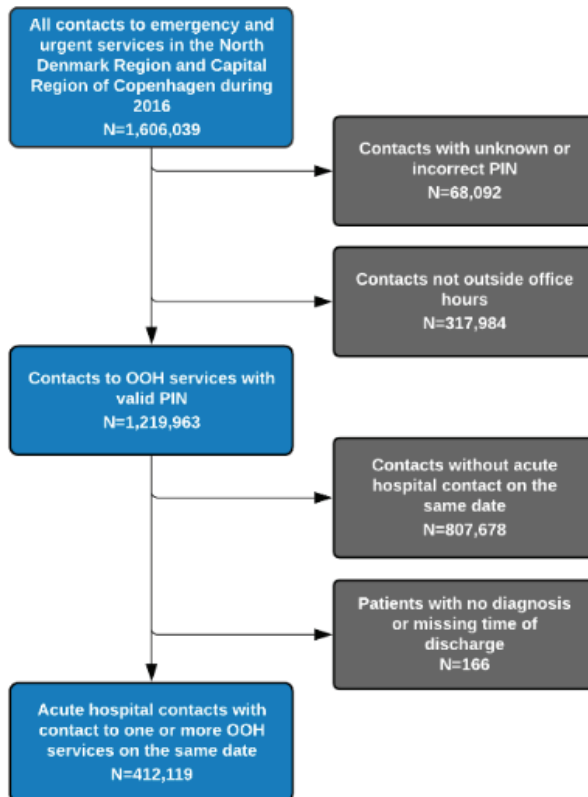 All contacts to emergency and
urgent services in the North
Denmark Region and Capital
Region of Copenhagen during
2016
N=1,606,039
Contacts with unknown or
incorrect PIN
N=68,092
Contacts not outside office
hours
N=317,984
Contacts to OOH services with
valid PIN
N=1,219,963
Contacts without acute
hospital contact on the
same date
N=807,678
Patients with no diagnosis
or missing time of
discharge
N=166
Acute hospital contacts with
contact to one or more OOH
services on the same date
N=412,119